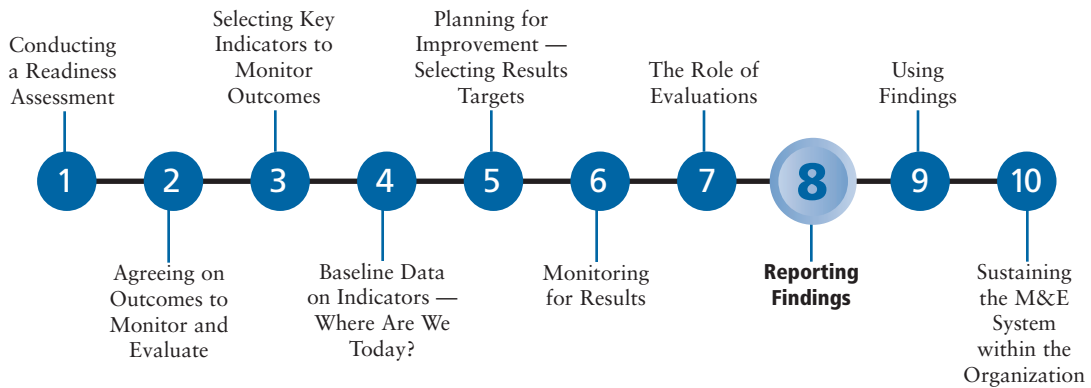 Conducting
a Readiness
Assessment
Selecting Key
Indicators to
Monitor
Outcomes
Planning for
Improvement —
Selecting Results
Targets
The Role of
Evaluations
Using
Findings
1
2
3
4
5
6
7
8
9
10
Agreeing on
Outcomes to
Monitor and
Evaluate
Baseline Data
on Indicators —
Where Are We
Today?
Monitoring
for Results
Reporting
Findings
Sustaining
the M&E
System
within the
Organization